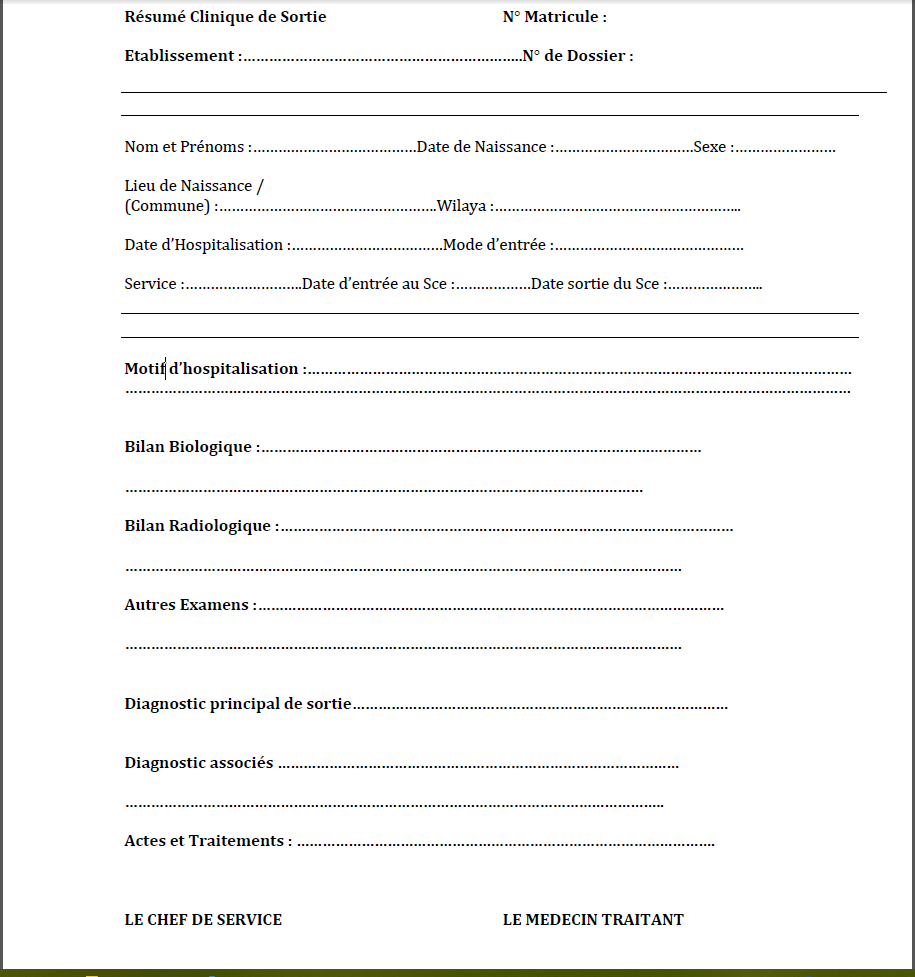 Résumé Clinique de Sortie N° Matricule :
Etablissement :…………………………………………………………N° de Dossier :
Nom et Prénoms :…………………………………Date de Naissance :……………………………Sexe :……………………
Lieu de Naissance /
(Commune) :……………………………………………Wilaya :…………………………………………………..
Date d’Hospitalisation :………………………………Mode d’entrée :………………………………………
Service :……………………….Date d’entrée au Sce :………………Date sortie du Sce :…………………..
Motif d’hospitalisation :……………………………………………………………………………………………………………………
……………………………………………………………………………………………………………………………………………………………
Bilan Biologique :……………………………………………………………………………………………
………………………………………………………………………………………………………………
Bilan Radiologique :………………………………………………………………………………………………
………………………………………………………………………………………………………………………
Autres Examens :…………………………………………………………………………………………………
………………………………………………………………………………………………………………………
Diagnostic principal de sortie………………………………………………………………………………
Diagnostic associés ……………………………………………………………………………………
…………………………………………………………………………………………………………………..
Actes et Traitements : ……………………………………………………………………………………….
LE CHEF DE SERVICE LE MEDECIN TRAITANT